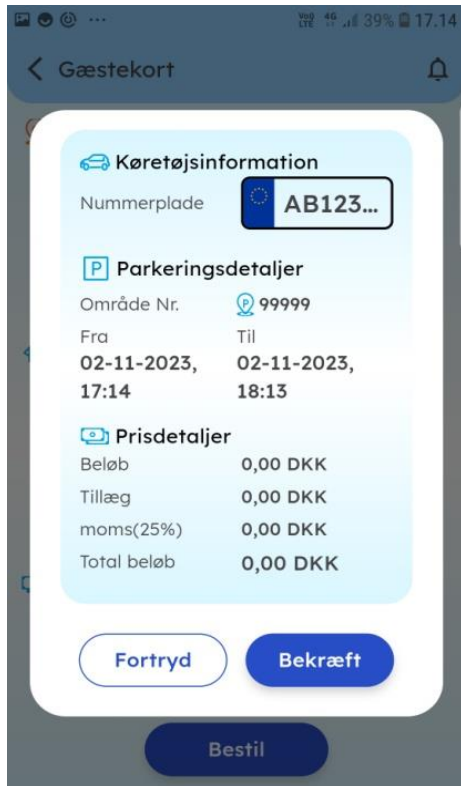 39% 17.14
Gæstekort
Køretøjsinformation
Nummerplade AB123...
P Parkeringsdetaljer
Område Nr. P 99999
Fra Til
02-11-2023, 02-11-2023,
17:14 18:13
Prisdetaljer
Beløb 0,00 DKK
Tillæg 0,00 DKK
moms(25%) 0,00 DKK
Total beløb 0,00 DKK
Fortryd Bekræft
Bestil